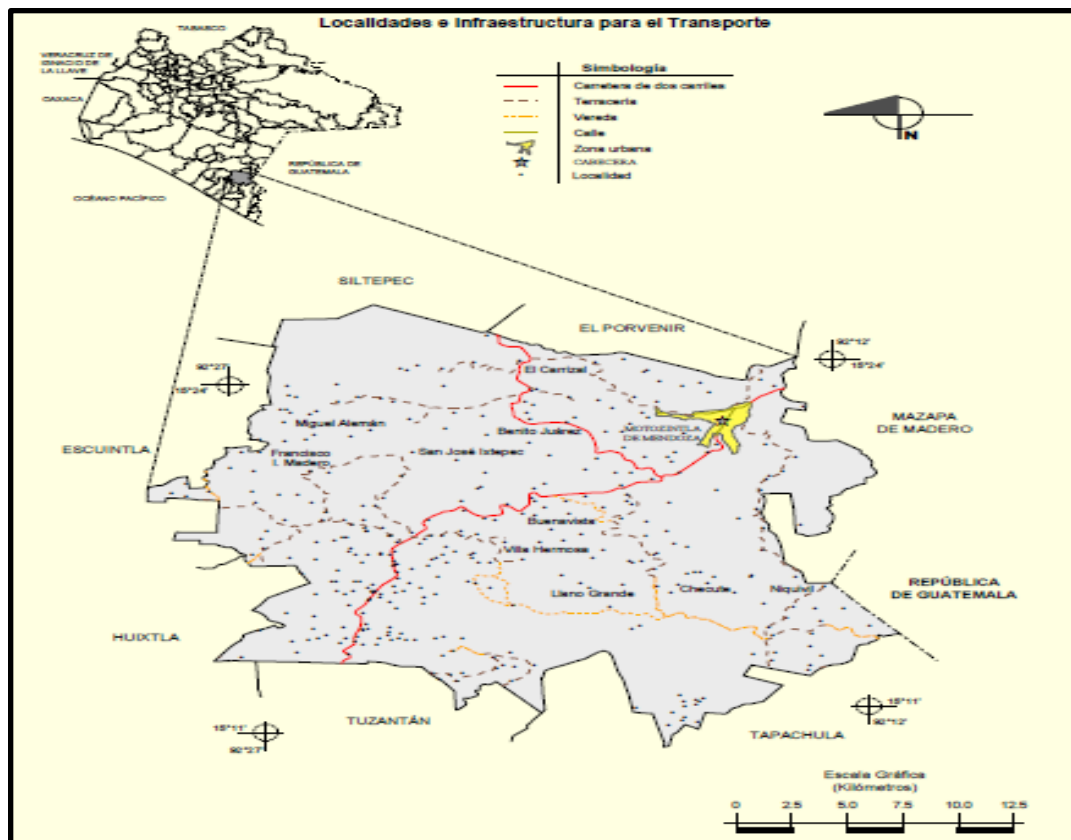 Localidades e Infraestructura para el Transporte
TABASCO
VERACRUZ DE
IGNACIO DE
LA LLAVE
OAXACA
REPÚBLICA DE
GUATEMALA
OCÉANO PACÍFICO
Simbología
Carretera de dos carriles
Terracería
Vereda
Calle
Zona urbana
CABECERA
Localidad
N
SILTEPEC
EL PORVENIR
92°27'
15°24'
92°12'
15°24'
El Carrizal
MAZAPA
DE MADERO
Miguel Alemán
Benito Juárez
MOTOZINTLA
DE MENDOZA
ESCUINTLA
Francisco
I. Madero
San José Ixtepec
Buenavista
Villa Hermosa
Llano Grande
Checute
Niquivil
REPÚBLICA
DE GUATEMALA
HUIXTLA
TUZANTÁN
15°11'
92°27'
15°11'
92°12'
TAPACHULA
Escala Gráfica
(Kilómetros)
0 2.5 5.0 7.5 10.0 12.5